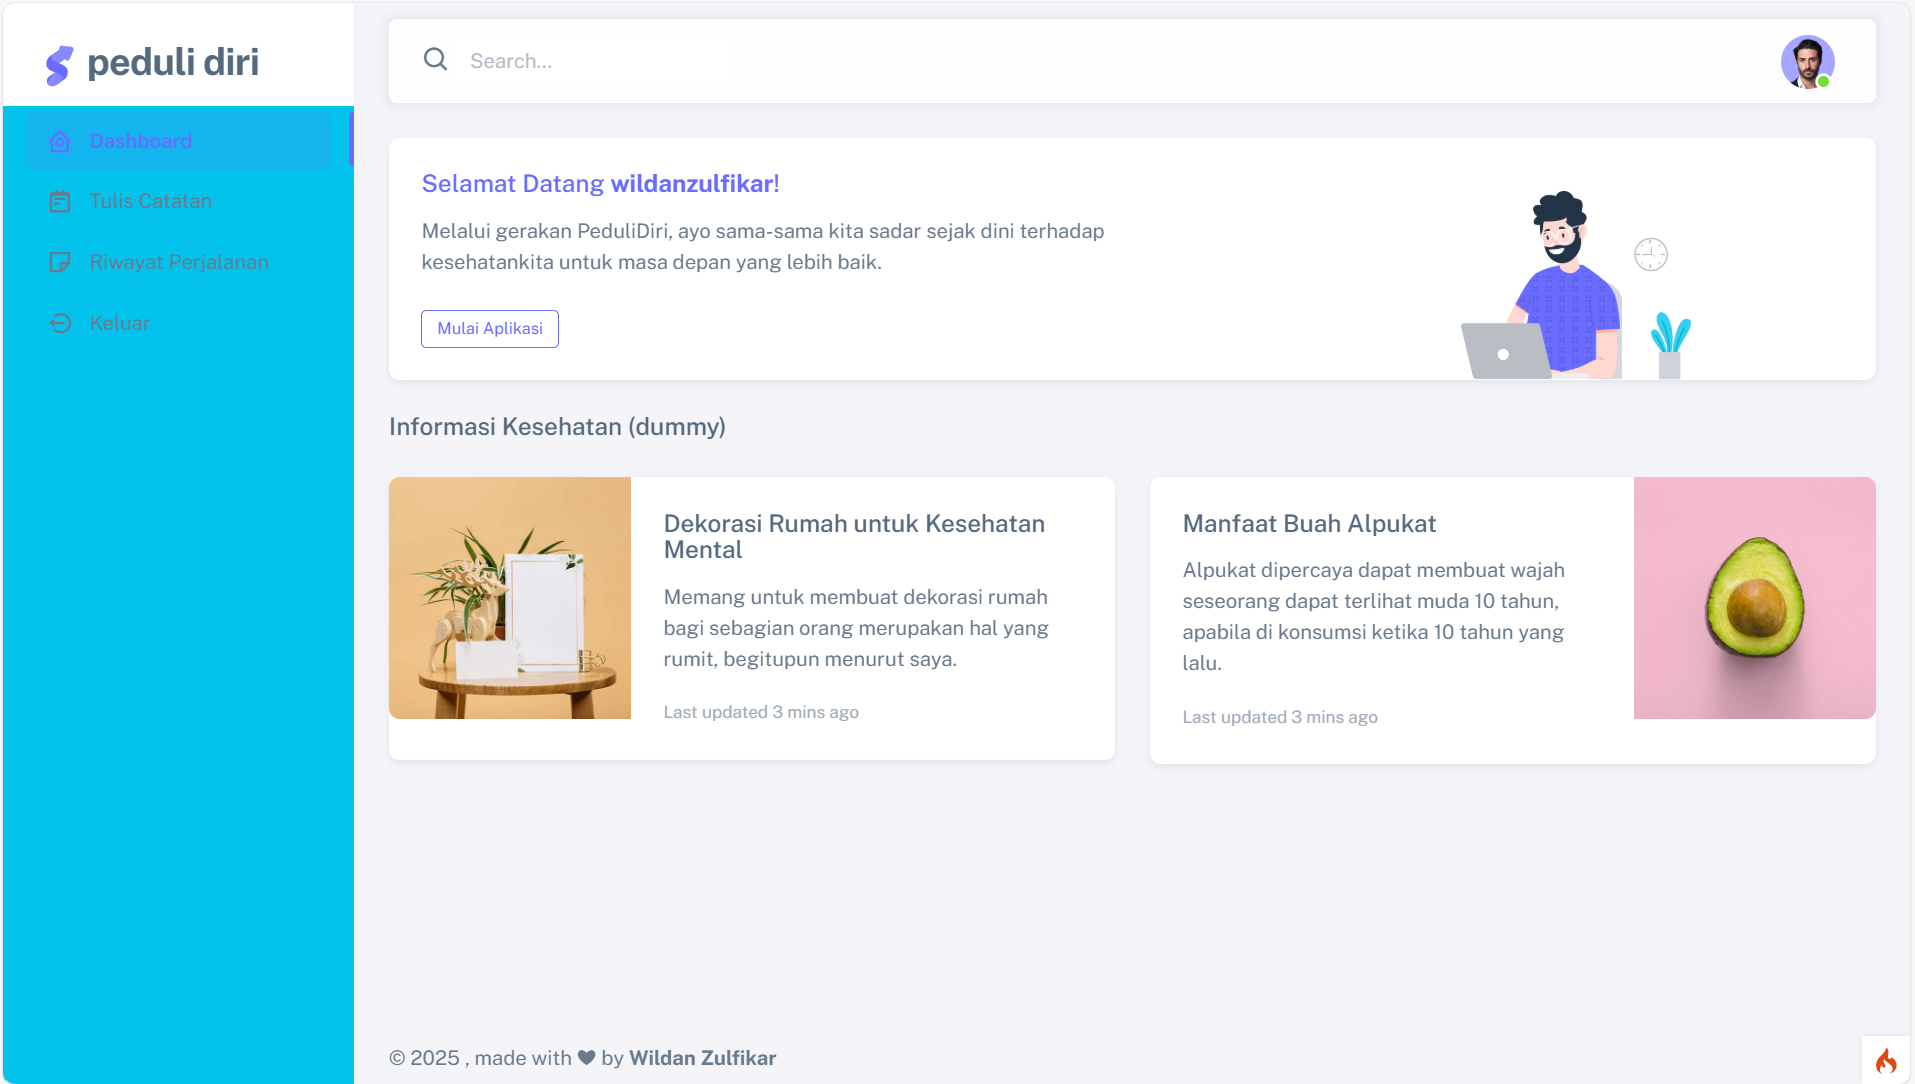 peduli diri
Dashboard
Tulis Catatan
Riwayat Perjalanan
Keluar
Search...
Selamat Datang wildanzulfikar!
Melalui gerakan PeduliDiri, ayo sama-sama kita sadar sejak dini terhadap
kesehatankita untuk masa depan yang lebih baik.
Mulai Aplikasi
Informasi Kesehatan (dummy)
Dekorasi Rumah untuk Kesehatan
Mental
Memang untuk membuat dekorasi rumah
bagi sebagian orang merupakan hal yang
rumit, begitupun menurut saya.
Last updated 3 mins ago
Manfaat Buah Alpukat
Alpukat dipercaya dapat membuat wajah
seseorang dapat terlihat muda 10 tahun,
apabila di konsumsi ketika 10 tahun yang
lalu.
Last updated 3 mins ago
© 2025 , made with ❤ by Wildan Zulfikar